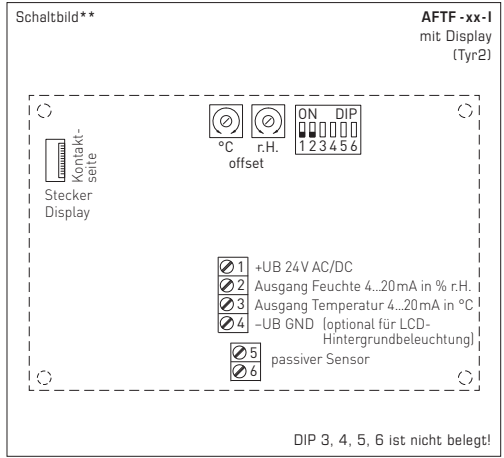 Schaltbild**
AFTF-xx-I
mit Display
(Tyr2)
ON DIP
1 2 3 4 5 6
°C r.H.
offset
Kontakt-
seite
Stecker
Display
1 +UB 24V AC/DC
2 Ausgang Feuchte 4...20mA in % r.H.
3 Ausgang Temperatur 4...20mA in °C
4 –UB GND (optional für LCD-
Hintergrundbeleuchtung)
5
passiver Sensor
6
DIP 3, 4, 5, 6 ist nicht belegt!